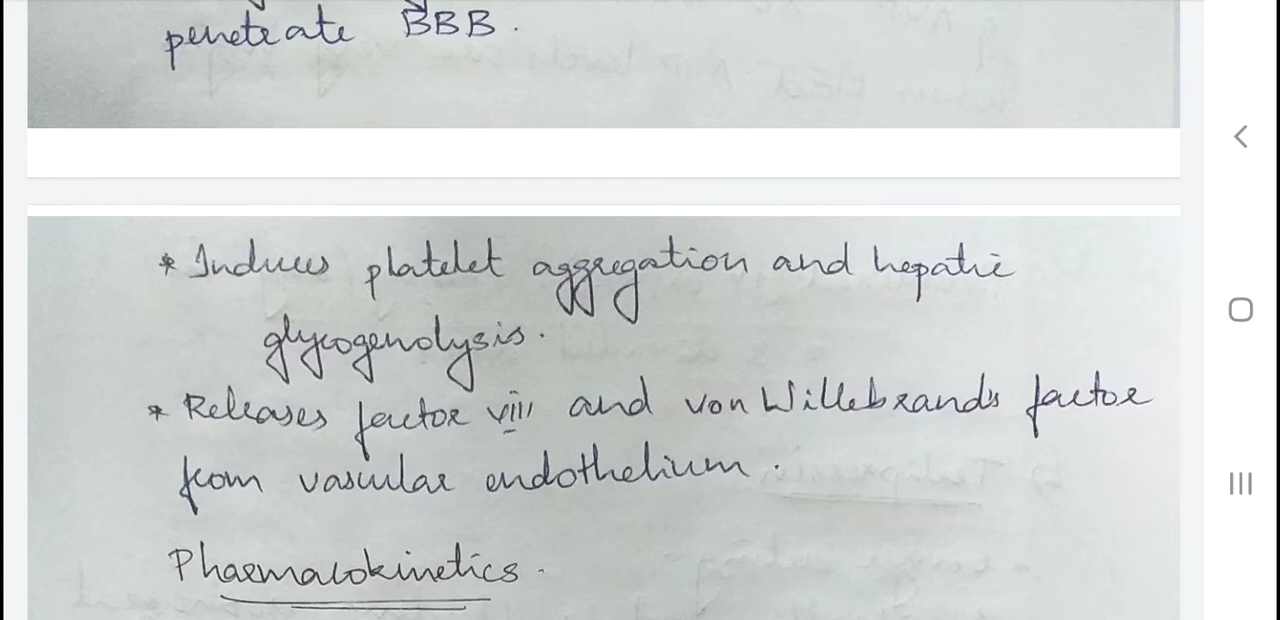 penetrate BBB.
* Induces platelet aggregation and hepatic
glycogenolysis.
* Releases factor viii and von Willebrand's factor
from vascular endothelium.
Pharmacokinetics.